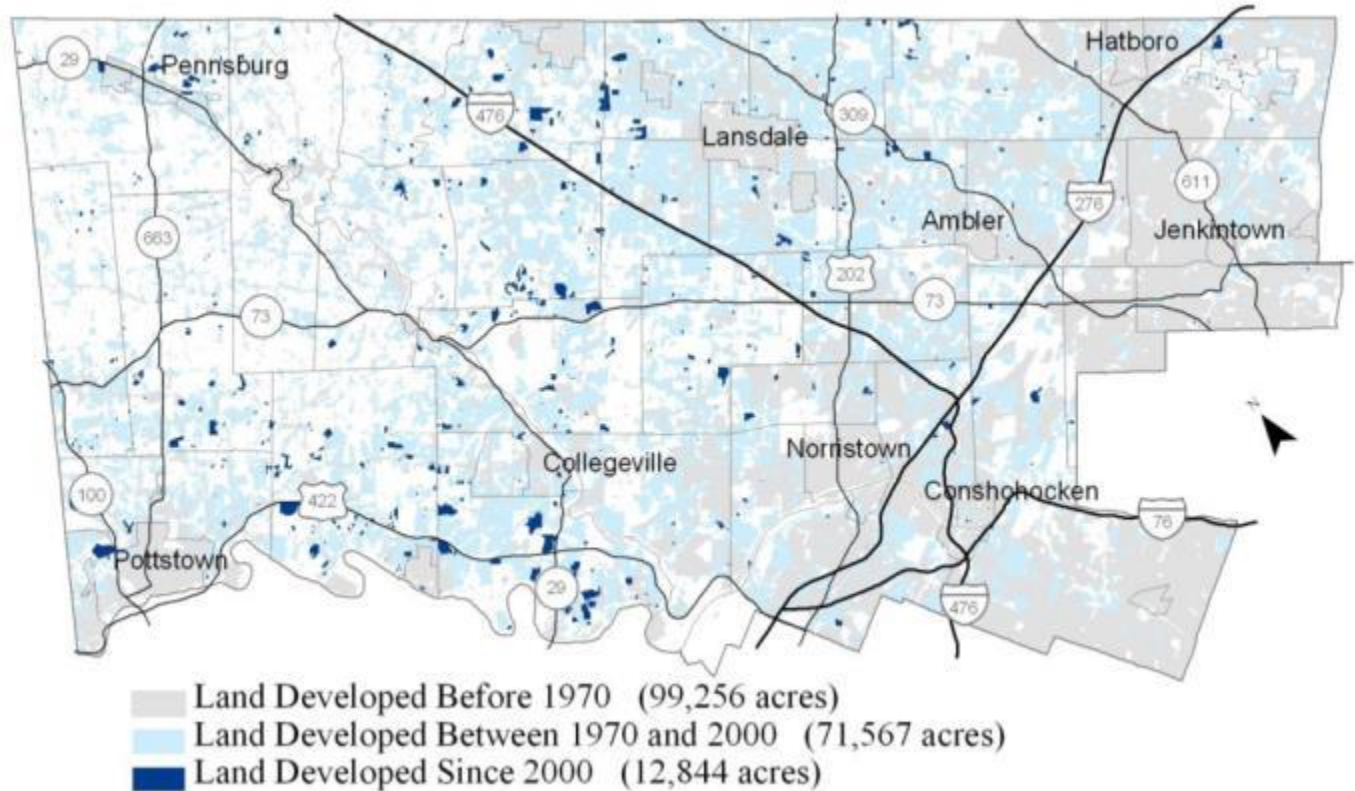 Hatboro
29
Pennsburg
476
309
Lansdale
611
276
Ambler
Jenkintown
663
202
73
73
Collegeville
Norristown
100
422
Conshohocken
76
Pottstown
29
476
Land Developed Before 1970 (99,256 acres)
Land Developed Between 1970 and 2000 (71,567 acres)
Land Developed Since 2000 (12,844 acres)